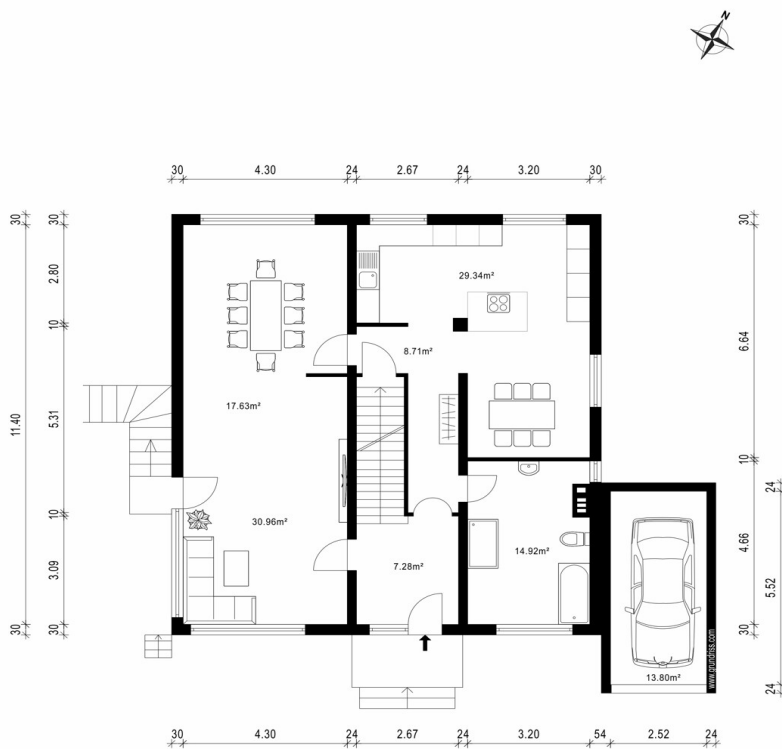 N
30 4.30 24 2.67 24 3.20 30
30
30
30
2.80
10
11.40
5.31
10
3.09
30
30
6.64
10
24
4.66
5.52
30
24
29.34m²
8.71m²
17.63m²
30.96m²
14.92m²
7.28m²
13.80m²
www.grundriss.com
30 4.30 24 2.67 24 3.20 54 2.52 24